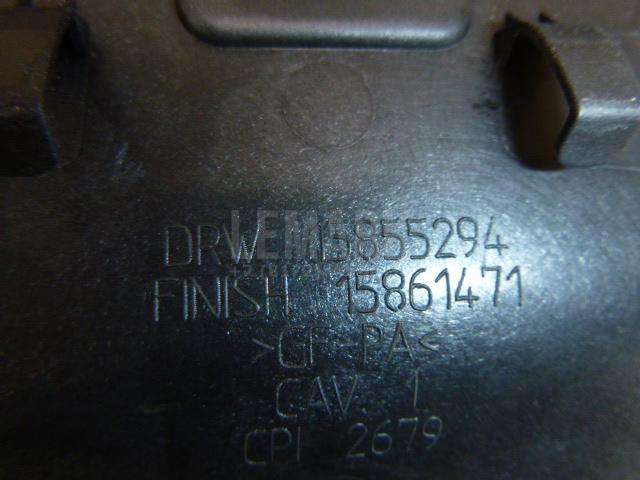 DRW 15855294
FINISH 15861471
>GF-PA<
CAV. 1
CPI 2679